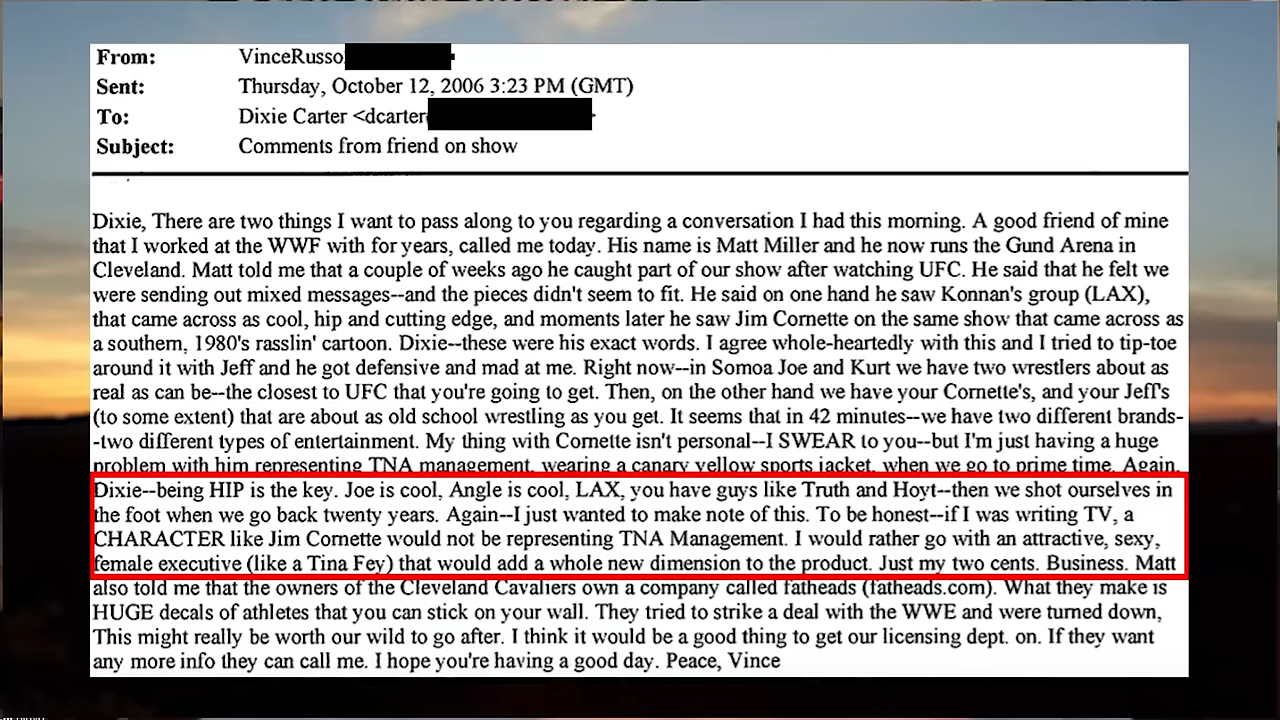 From: VinceRusso
Sent: Thursday, October 12, 2006 3:23 PM (GMT)
To: Dixie Carter <dcarter
Subject: Comments from friend on show
Dixie, There are two things I want to pass along to you regarding a conversation I had this morning. A good friend of mine
that I worked at the WWF with for years, called me today. His name is Matt Miller and he now runs the Gund Arena in
Cleveland. Matt told me that a couple of weeks ago he caught part of our show after watching UFC. He said that he felt we
were sending out mixed messages--and the pieces didn't seem to fit. He said on one hand he saw Konnan's group (LAX),
that came across as cool, hip and cutting edge, and moments later he saw Jim Cornette on the same show that came across as
a southern, 1980's rasslin' cartoon. Dixie--these were his exact words. I agree whole-heartedly with this and I tried to tip-toe
around it with Jeff and he got defensive and mad at me. Right now--in Somoa Joe and Kurt we have two wrestlers about as
real as can be--the closest to UFC that you're going to get. Then, on the other hand we have your Cornette's, and your Jeff's
(to some extent) that are about as old school wrestling as you get. It seems that in 42 minutes--we have two different brands-
-two different types of entertainment. My thing with Cornette isn't personal--I SWEAR to you--but I'm just having a huge
problem with him representing TNA management, wearing a canary yellow sports jacket, when we go to prime time. Again,
Dixie--being HIP is the key. Joe is cool, Angle is cool, LAX, you have guys like Truth and Hoyt--then we shot ourselves in
the foot when we go back twenty years. Again--I just wanted to make note of this. To be honest--if I was writing TV, a
CHARACTER like Jim Cornette would not be representing TNA Management. I would rather go with an attractive, sexy,
female executive (like a Tina Fey) that would add a whole new dimension to the product. Just my two cents. Business. Matt
also told me that the owners of the Cleveland Cavaliers own a company called fatheads (fatheads.com). What they make is
HUGE decals of athletes that you can stick on your wall. They tried to strike a deal with the WWE and were turned down,
This might really be worth our wild to go after. I think it would be a good thing to get our licensing dept. on. If they want
any more info they can call me. I hope you're having a good day. Peace, Vince